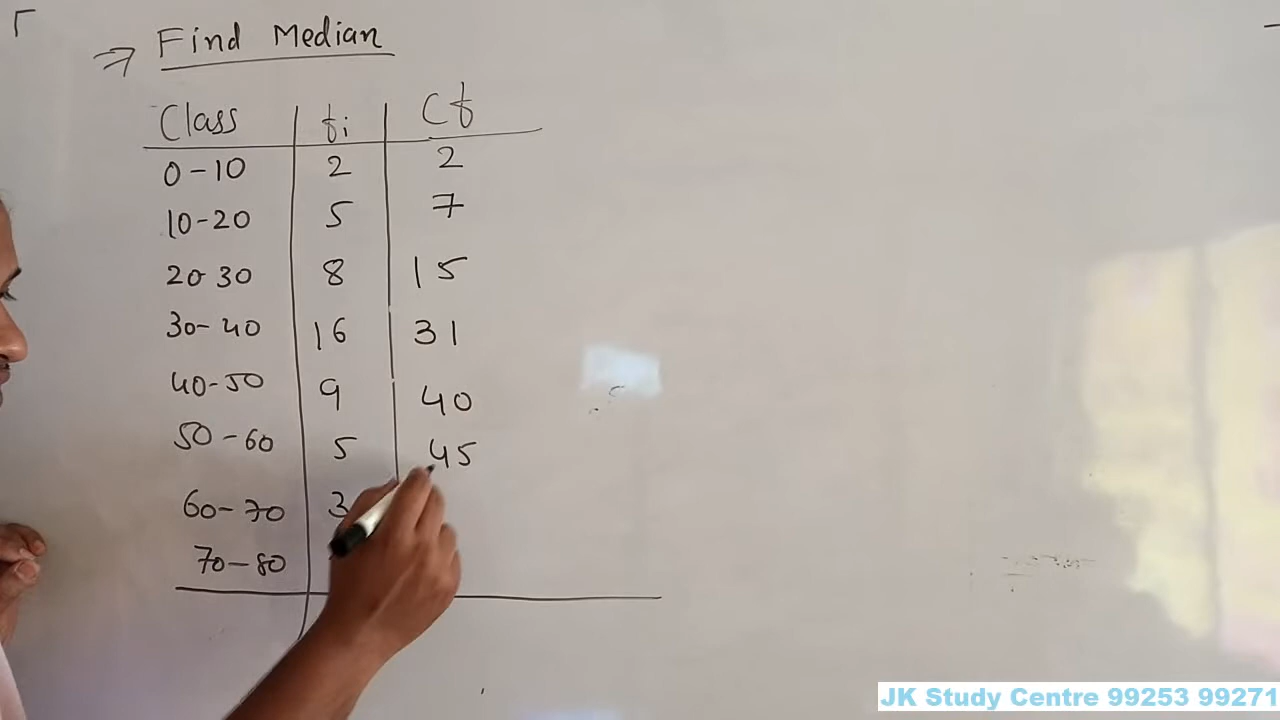 ⇒ Find Median
Class fi Cf
0-10 2 2
10-20 5 7
20 30 8 15
30-40 16 31
40-50 9 40
50-60 5 45
60-70 3
70-80
JK Study Centre 99253 99271